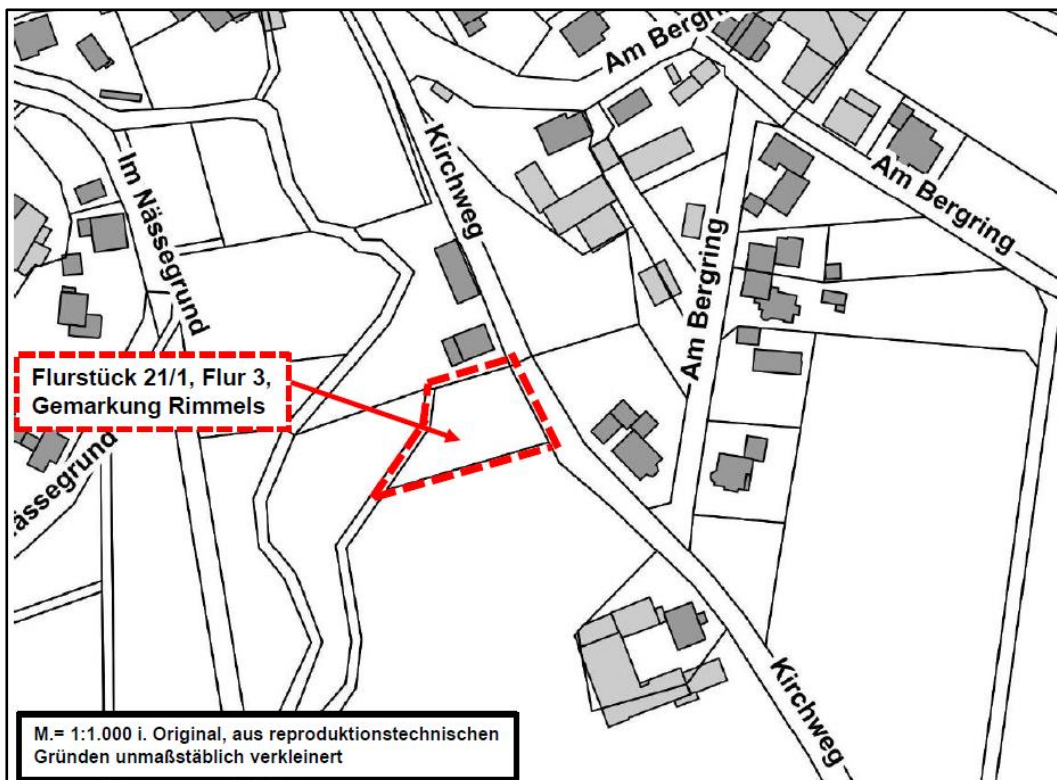 Am Bergring
Kirchweg
Im Nässegrund
Am Bergring
Am Bergring
Flurstück 21/1, Flur 3,
Gemarkung Rimmels
Nässegrund
Kirchweg
M.= 1:1.000 i. Original, aus reproduktionstechnischen
Gründen unmaßstäblich verkleinert